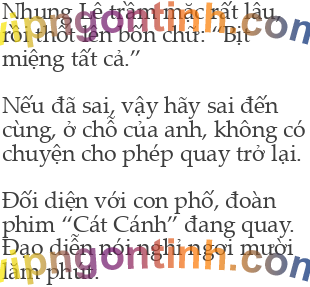 Nhung Lê trầm mặc rất lâu,
rồi thốt lên bốn chữ: “Bịt
miệng tất cả.”
Nếu đã sai, vậy hãy sai đến
cùng, ở chỗ của anh, không có
chuyện cho phép quay trở lại.
Đối diện với con phố, đoàn
phim “Cát Cánh” đang quay.
Đạo diễn nói nghỉ ngơi mười
lăm phút.